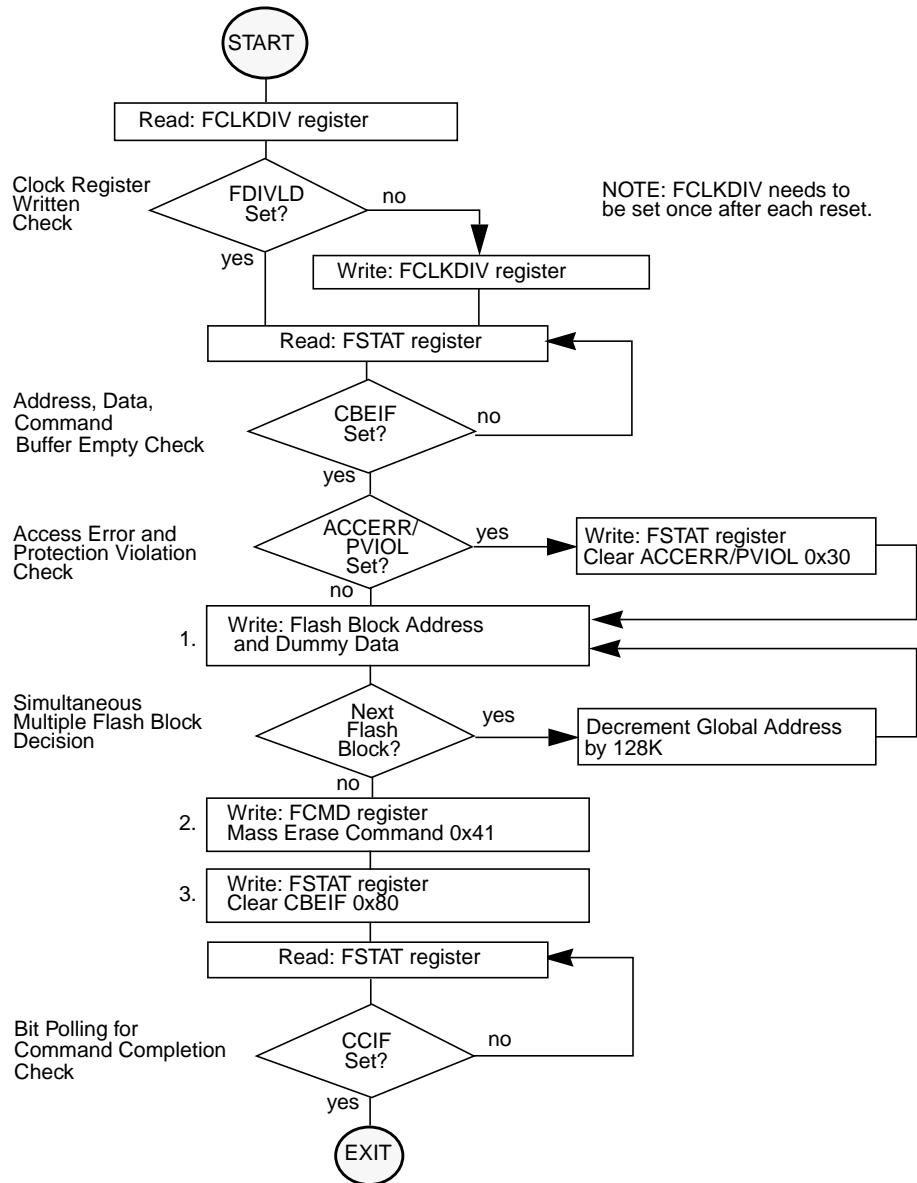 START
Read: FCLKDIV register
Clock Register
Written
Check
FDIVLD
Set?
no
yes
NOTE: FCLKDIV needs to
be set once after each reset.
Write: FCLKDIV register
Read: FSTAT register
Address, Data,
Command
Buffer Empty Check
CBEIF
Set?
no
yes
Access Error and
Protection Violation
Check
ACCERR/
PVIOL
Set?
yes
no
Write: FSTAT register
Clear ACCERR/PVIOL 0x30
1.
Write: Flash Block Address
and Dummy Data
Simultaneous
Multiple Flash Block
Decision
Next
Flash
Block?
yes
no
Decrement Global Address
by 128K
2.
Write: FCMD register
Mass Erase Command 0x41
3.
Write: FSTAT register
Clear CBEIF 0x80
Read: FSTAT register
Bit Polling for
Command Completion
Check
CCIF
Set?
no
yes
EXIT